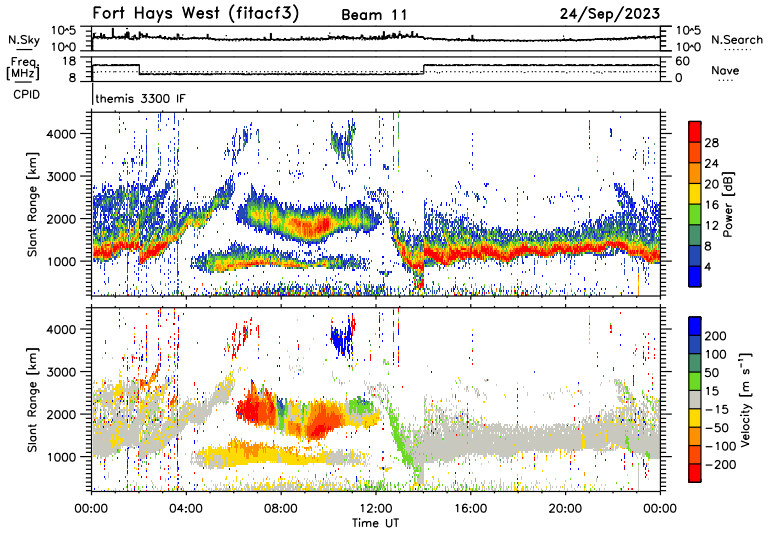 Fort Hays West (fitacf3) Beam 11 24/Sep/2023
N.Sky 10^5 10^0 10^5 10^0 N.Search
Freq. [MHz] 18 8 60 0 Nave
CPID themis 3300 IF
Slant Range [km] 4000 3000 2000 1000
28 24 20 16 12 8 4 Power [dB]
Slant Range [km] 4000 3000 2000 1000
200 100 50 15 −15 −50 −100 −200 Velocity [m s⁻¹]
00:00 04:00 08:00 12:00 16:00 20:00 00:00
Time UT